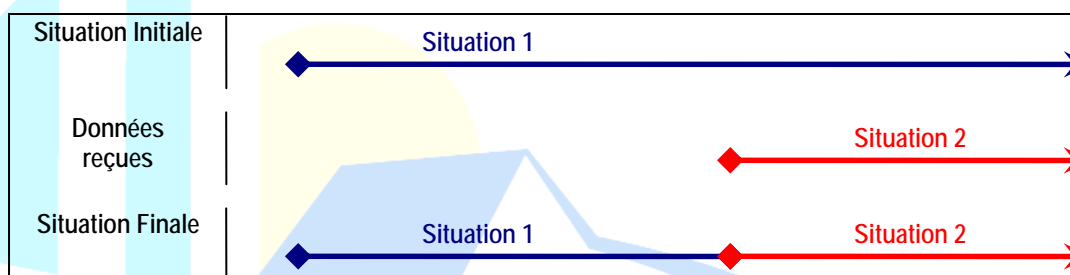 Situation Initiale
Situation 1
Données
reçues
Situation 2
Situation Finale
Situation 1
Situation 2